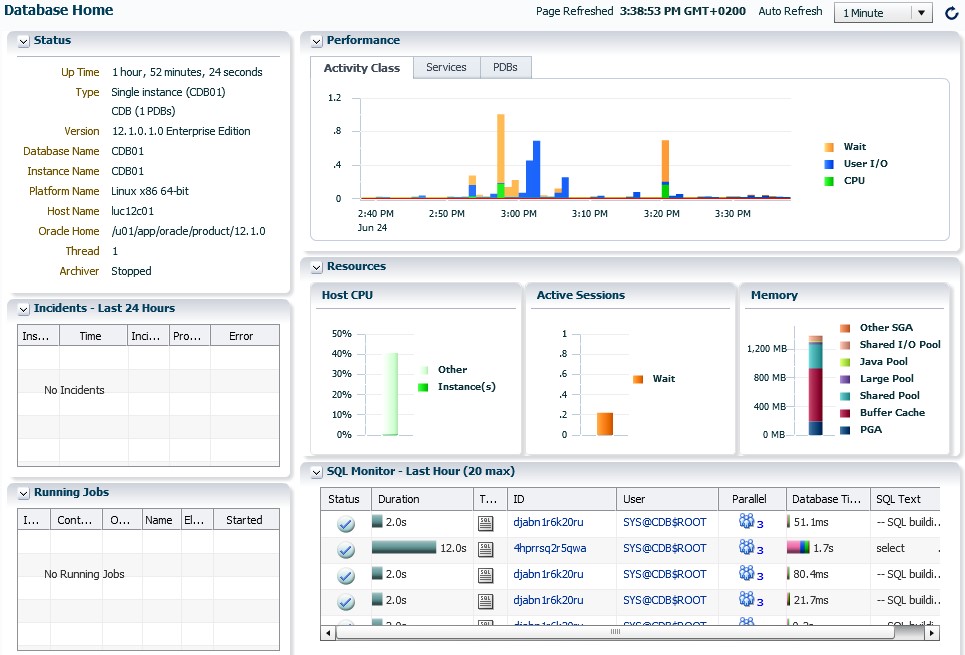 Database Home
Page Refreshed 3:38:53 PM GMT+0200 Auto Refresh 1 Minute
Status
Up Time 1 hour, 52 minutes, 24 seconds
Type Single instance (CDB01)
CDB (1 PDBs)
Version 12.1.0.1.0 Enterprise Edition
Database Name CDB01
Instance Name CDB01
Platform Name Linux x86 64-bit
Host Name luc12c01
Oracle Home /u01/app/oracle/product/12.1.0
Thread 1
Archiver Stopped
Incidents - Last 24 Hours
Ins... Time Inci... Pro... Error
No Incidents
Running Jobs
I... Cont... O... Name El... Started
No Running Jobs
Performance
Activity Class Services PDBs
1.2
.8
.4
0
2:40 PM 2:50 PM 3:00 PM 3:10 PM 3:20 PM 3:30 PM
Jun 24
Wait
User I/O
CPU
Resources
Host CPU
50%
40%
30%
20%
10%
0%
Other
Instance(s)
Active Sessions
1
.8
.6
.4
.2
0
Wait
Memory
1,200 MB
800 MB
400 MB
0 MB
Other SGA
Shared I/O Pool
Java Pool
Large Pool
Shared Pool
Buffer Cache
PGA
SQL Monitor - Last Hour (20 max)
Status Duration T... ID User Parallel Database Ti... SQL Text
2.0s SQL djabn1r6k20ru SYS@CDB$ROOT 3 51.1ms -- SQL buildi..
12.0s SQL 4hprrsq2r5qwa SYS@CDB$ROOT 3 1.7s select .
2.0s SQL djabn1r6k20ru SYS@CDB$ROOT 3 80.4ms -- SQL buildi..
2.0s SQL djabn1r6k20ru SYS@CDB$ROOT 3 21.7ms -- SQL buildi..